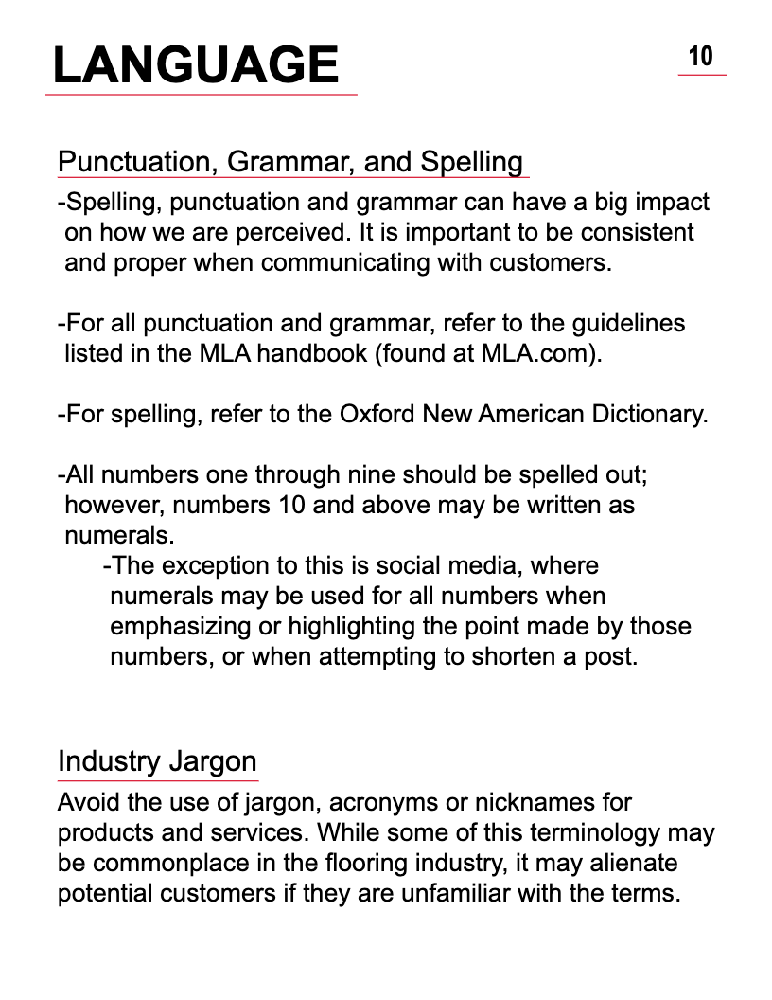 LANGUAGE
10
Punctuation, Grammar, and Spelling
-Spelling, punctuation and grammar can have a big impact
on how we are perceived. It is important to be consistent
and proper when communicating with customers.
-For all punctuation and grammar, refer to the guidelines
listed in the MLA handbook (found at MLA.com).
-For spelling, refer to the Oxford New American Dictionary.
-All numbers one through nine should be spelled out;
however, numbers 10 and above may be written as
numerals.
-The exception to this is social media, where
numerals may be used for all numbers when
emphasizing or highlighting the point made by those
numbers, or when attempting to shorten a post.
Industry Jargon
Avoid the use of jargon, acronyms or nicknames for
products and services. While some of this terminology may
be commonplace in the flooring industry, it may alienate
potential customers if they are unfamiliar with the terms.